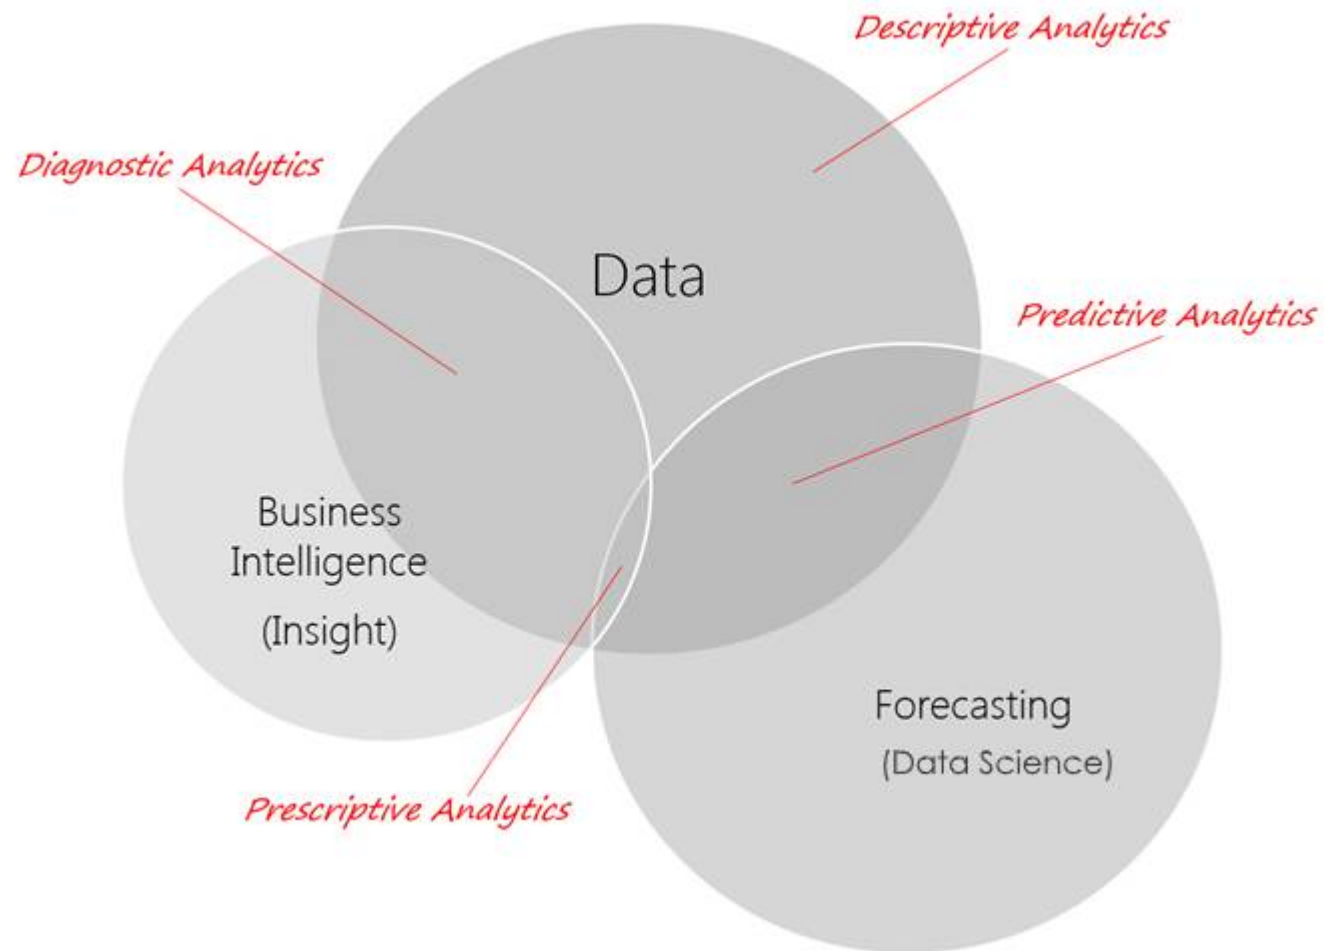 Descriptive Analytics
Diagnostic Analytics
Data
Predictive Analytics
Business
Intelligence
(Insight)
Forecasting
(Data Science)
Prescriptive Analytics